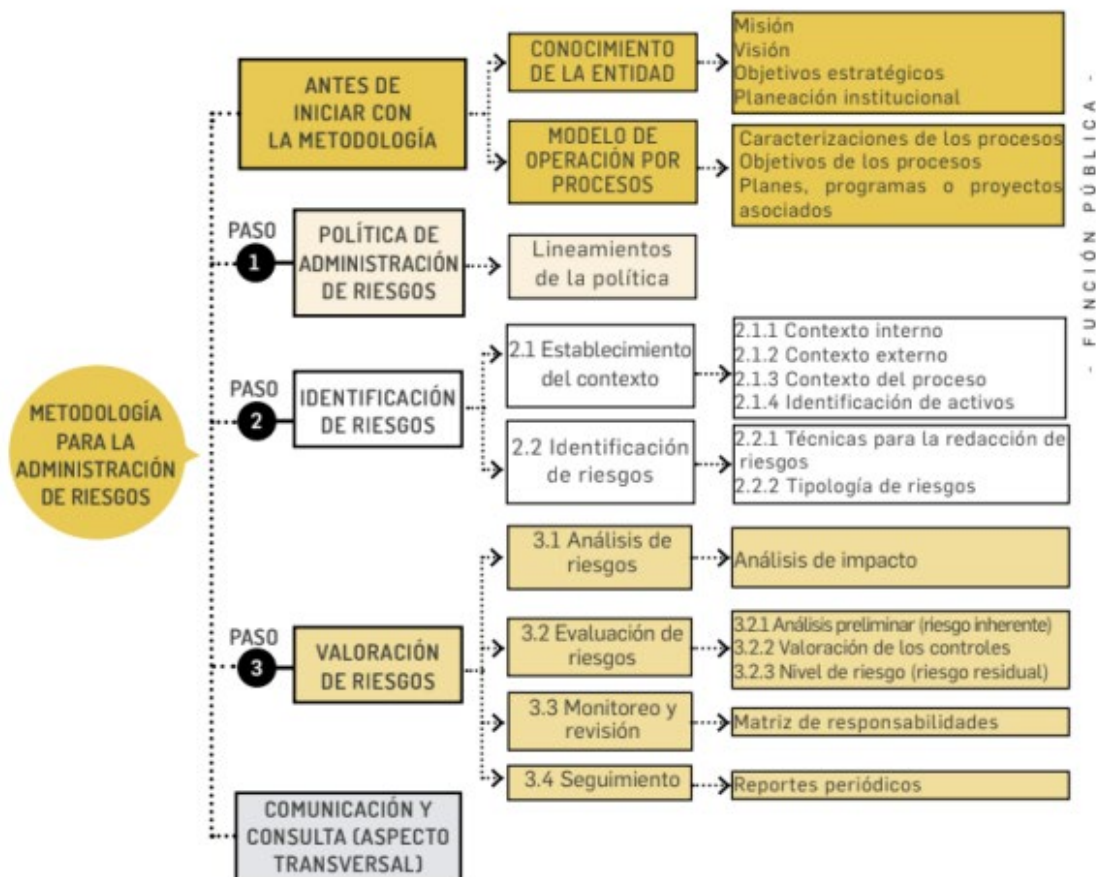 METODOLOGÍA
PARA LA
ADMINISTRACIÓN
DE RIESGOS
ANTES DE
INICIAR CON
LA METODOLOGÍA
CONOCIMIENTO
DE LA ENTIDAD
Misión
Visión
Objetivos estratégicos
Planeación institucional
MODELO DE
OPERACIÓN POR
PROCESOS
Caracterizaciones de los procesos
Objetivos de los procesos
Planes, programas o proyectos
asociados
PASO
1
POLÍTICA DE
ADMINISTRACIÓN
DE RIESGOS
Lineamientos
de la política
PASO
2
IDENTIFICACIÓN
DE RIESGOS
2.1 Establecimiento
del contexto
2.1.1 Contexto interno
2.1.2 Contexto externo
2.1.3 Contexto del proceso
2.1.4 Identificación de activos
2.2 Identificación
de riesgos
2.2.1 Técnicas para la redacción de
riesgos
2.2.2 Tipología de riesgos
PASO
3
VALORACIÓN
DE RIESGOS
3.1 Análisis de
riesgos
Análisis de impacto
3.2 Evaluación de
riesgos
3.2.1 Análisis preliminar (riesgo inherente)
3.2.2 Valoración de los controles
3.2.3 Nivel de riesgo (riesgo residual)
3.3 Monitoreo y
revisión
Matriz de responsabilidades
3.4 Seguimiento
Reportes periódicos
COMUNICACIÓN Y
CONSULTA (ASPECTO
TRANSVERSAL)
- FUNCIÓN PÚBLICA -